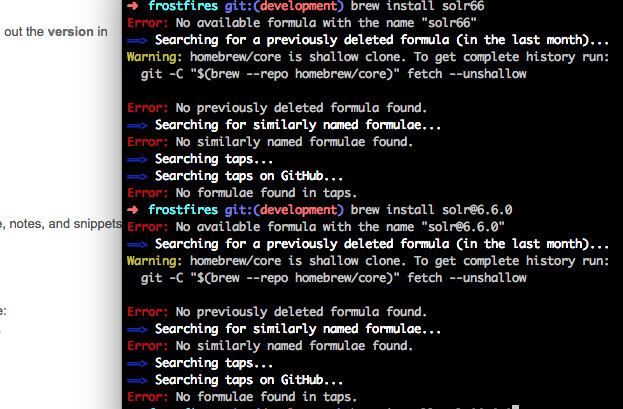 out the version in
e, notes, and snippets
e:
➜ frostfires git:(development) brew install solr66
Error: No available formula with the name "solr66"
==> Searching for a previously deleted formula (in the last month)...
Warning: homebrew/core is shallow clone. To get complete history run:
git -C "$(brew --repo homebrew/core)" fetch --unshallow
Error: No previously deleted formula found.
==> Searching for similarly named formulae...
Error: No similarly named formulae found.
==> Searching taps...
==> Searching taps on GitHub...
Error: No formulae found in taps.
➜ frostfires git:(development) brew install solr@6.6.0
Error: No available formula with the name "solr@6.6.0"
==> Searching for a previously deleted formula (in the last month)...
Warning: homebrew/core is shallow clone. To get complete history run:
git -C "$(brew --repo homebrew/core)" fetch --unshallow
Error: No previously deleted formula found.
==> Searching for similarly named formulae...
Error: No similarly named formulae found.
==> Searching taps...
==> Searching taps on GitHub...
Error: No formulae found in taps.